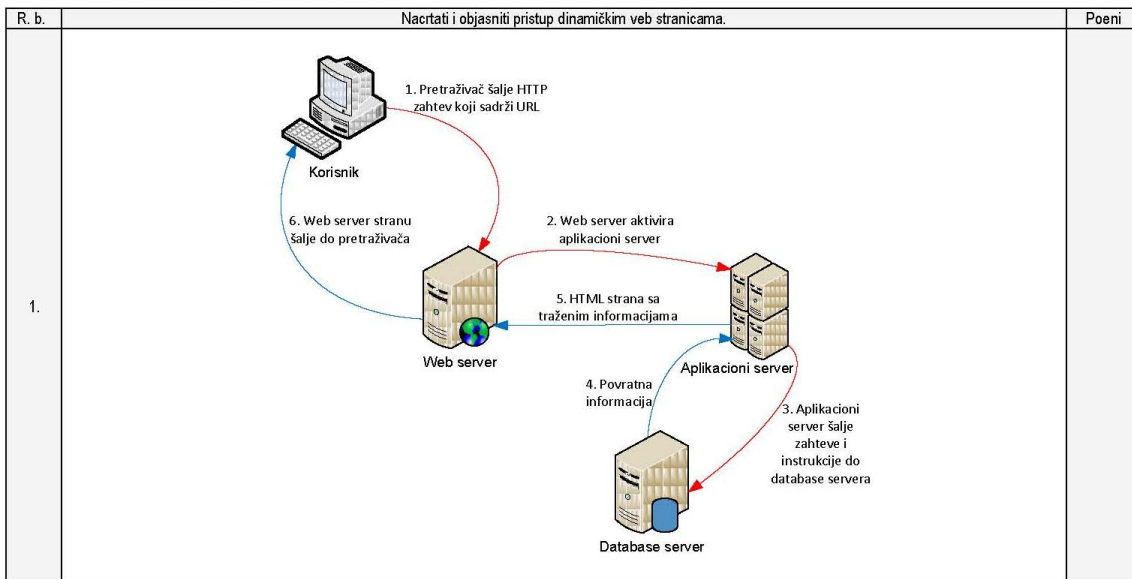 R. b.
Nacrtati i objasniti pristup dinamičkim veb stranicama.
Poeni
1.
1. Pretraživač šalje HTTP
zahtev koji sadrži URL
Korisnik
6. Web server stranu
šalje do pretraživača
2. Web server aktivira
aplikacioni server
5. HTML strana sa
traženim informacijama
Web server
Aplikacioni server
4. Povratna
informacija
3. Aplikacioni
server šalje
zahteve i
instrukcije do
database servera
Database server